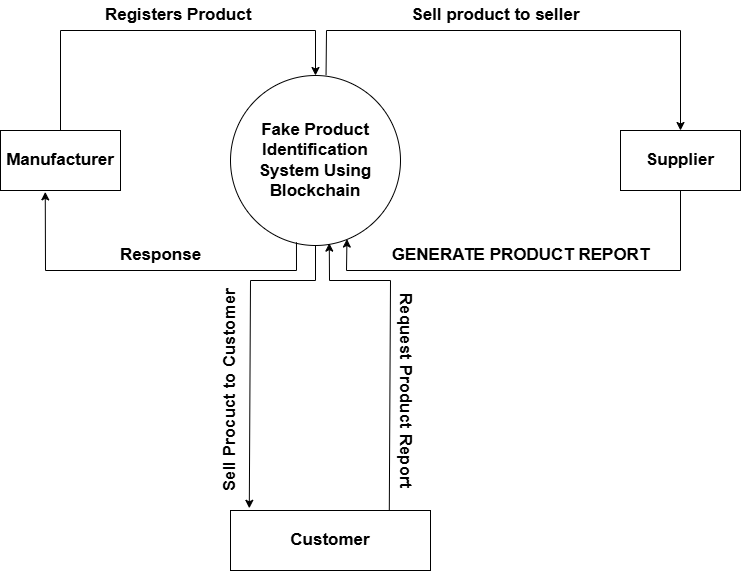 Registers Product
Sell product to seller
Manufacturer
Fake Product
Identification
System Using
Blockchain
Supplier
Response
GENERATE PRODUCT REPORT
Sell Procuct to Customer
Request Product Report
Customer